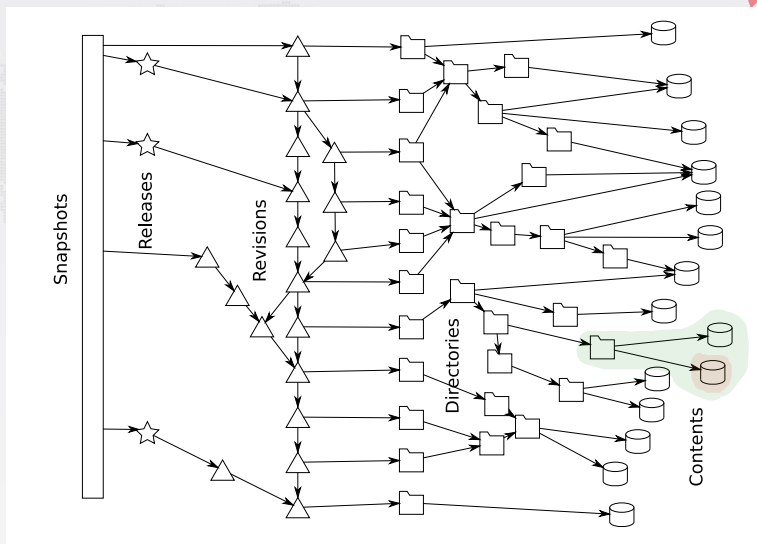 Snapshots
Releases
Revisions
Directories
Contents